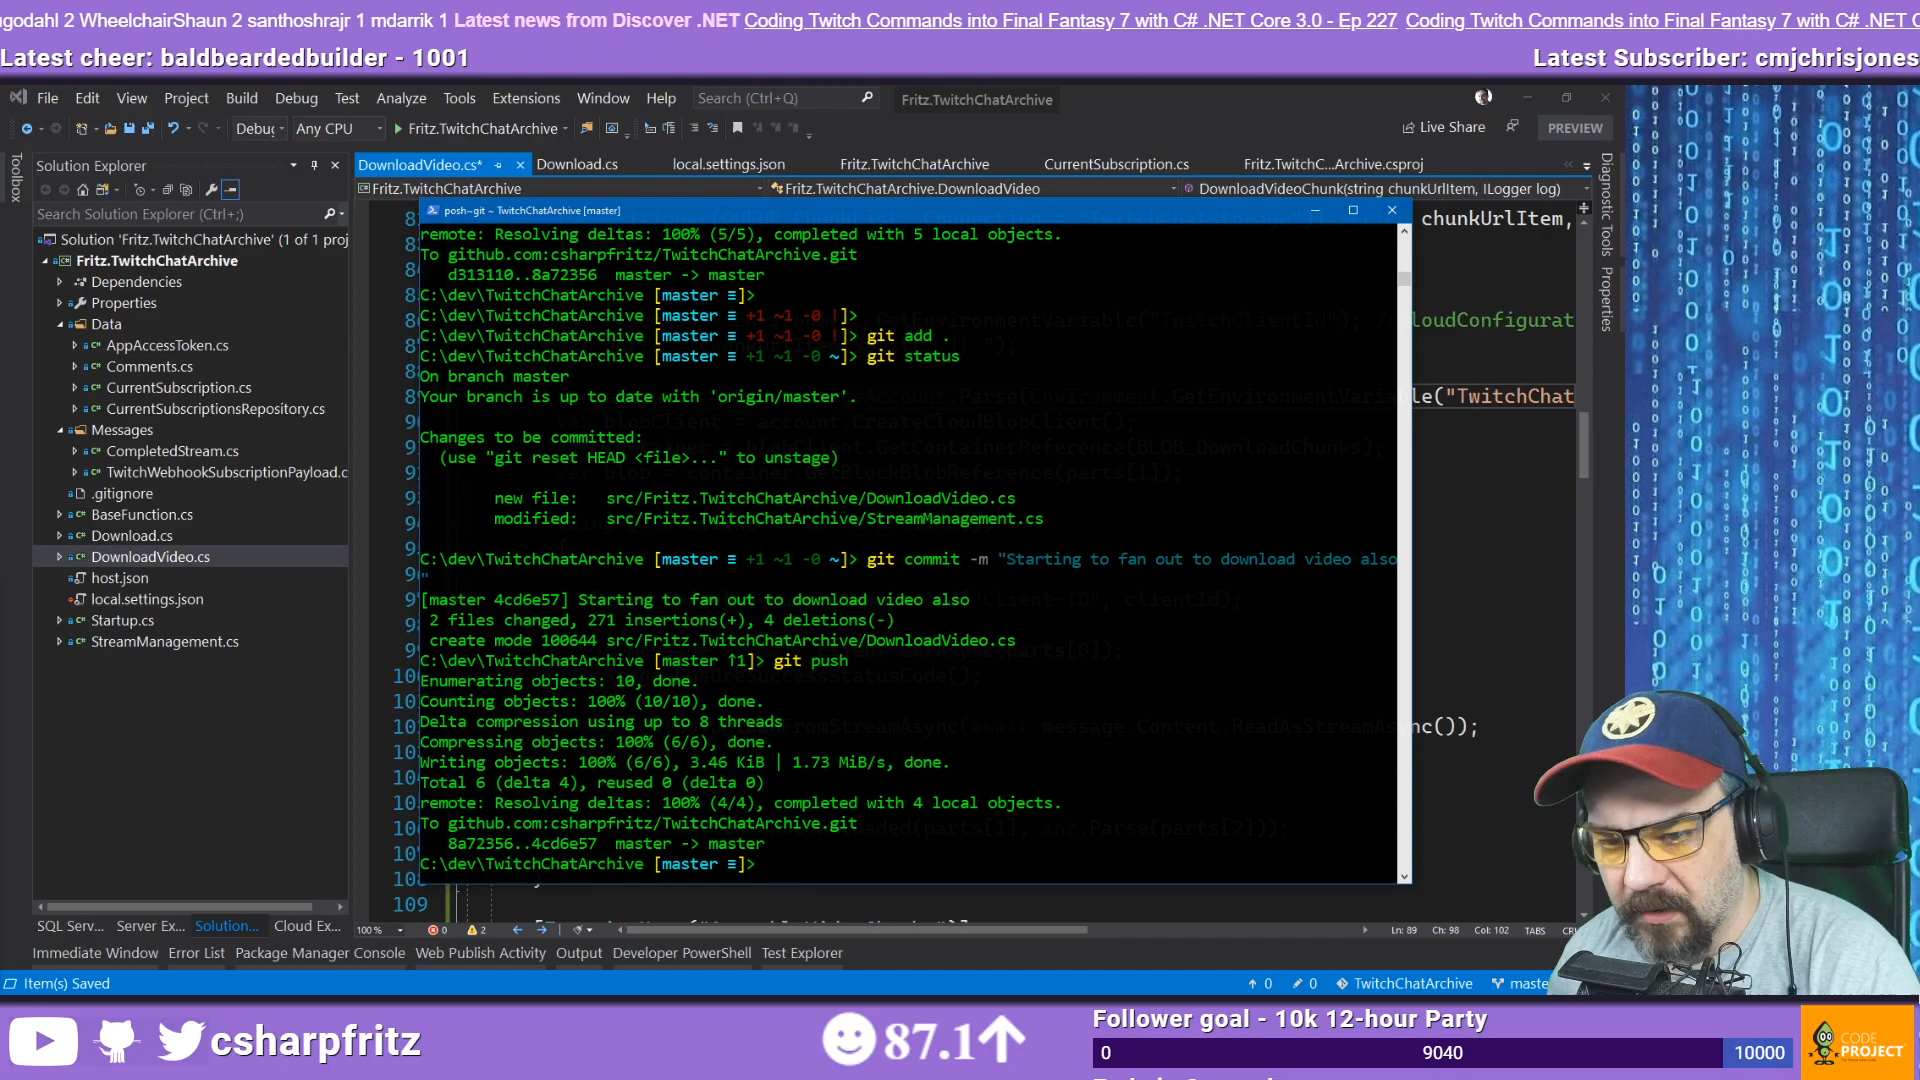 godahl 2 WheelchairShaun 2 santhoshrajr 1 mdarrik 1 Latest news from Discover .NET Coding Twitch Commands into Final Fantasy 7 with C# .NET Core 3.0 - Ep 227 Coding Twitch Commands into Final Fantasy 7 with C# .NET C
Latest cheer: baldbeardedbuilder - 1001
Latest Subscriber: cmjchrisjones
File Edit View Project Build Debug Test Analyze Tools Extensions Window Help Search (Ctrl+Q) Fritz.TwitchChatArchive
Debug Any CPU Fritz.TwitchChatArchive Live Share PREVIEW
Toolbox
Solution Explorer
Search Solution Explorer (Ctrl+;)
Solution 'Fritz.TwitchChatArchive' (1 of 1 proj
Fritz.TwitchChatArchive
Dependencies
Properties
Data
AppAccessToken.cs
Comments.cs
CurrentSubscription.cs
CurrentSubscriptionsRepository.cs
Messages
CompletedStream.cs
TwitchWebhookSubscriptionPayload.c
.gitignore
BaseFunction.cs
Download.cs
DownloadVideo.cs
host.json
local.settings.json
Startup.cs
StreamManagement.cs
SQL Serv... Server Ex... Solution... Cloud Ex...
DownloadVideo.cs* Download.cs local.settings.json Fritz.TwitchChatArchive CurrentSubscription.cs Fritz.TwitchC...Archive.csproj
Fritz.TwitchChatArchive Fritz.TwitchChatArchive.DownloadVideo DownloadVideoChunk(string chunkUrlItem, ILogger log)
Diagnostic Tools
Properties
chunkUrlItem,
loudConfigurat
le("TwitchChat
nc());
posh~git ~ TwitchChatArchive [master]
remote: Resolving deltas: 100% (5/5), completed with 5 local objects.
To github.com:csharpfritz/TwitchChatArchive.git
d313110..8a72356 master -> master
C:\dev\TwitchChatArchive [master ≡]>
C:\dev\TwitchChatArchive [master ≡ +1 ~1 -0 !]>
C:\dev\TwitchChatArchive [master ≡ +1 ~1 -0 !]> git add .
C:\dev\TwitchChatArchive [master ≡ +1 ~1 -0 ~]> git status
On branch master
Your branch is up to date with 'origin/master'.
Changes to be committed:
(use "git reset HEAD <file>..." to unstage)
new file: src/Fritz.TwitchChatArchive/DownloadVideo.cs
modified: src/Fritz.TwitchChatArchive/StreamManagement.cs
C:\dev\TwitchChatArchive [master ≡ +1 ~1 -0 ~]> git commit -m "Starting to fan out to download video also
"
[master 4cd6e57] Starting to fan out to download video also
2 files changed, 271 insertions(+), 4 deletions(-)
create mode 100644 src/Fritz.TwitchChatArchive/DownloadVideo.cs
C:\dev\TwitchChatArchive [master ↑1]> git push
Enumerating objects: 10, done.
Counting objects: 100% (10/10), done.
Delta compression using up to 8 threads
Compressing objects: 100% (6/6), done.
Writing objects: 100% (6/6), 3.46 KiB | 1.73 MiB/s, done.
Total 6 (delta 4), reused 0 (delta 0)
remote: Resolving deltas: 100% (4/4), completed with 4 local objects.
To github.com:csharpfritz/TwitchChatArchive.git
8a72356..4cd6e57 master -> master
C:\dev\TwitchChatArchive [master ≡]>
109
100 % 0 2 Ln: 89 Ch: 98 Col: 102 TABS
Immediate Window Error List Package Manager Console Web Publish Activity Output Developer PowerShell Test Explorer
Item(s) Saved 0 0 TwitchChatArchive maste
csharpfritz
87.1
Follower goal - 10k 12-hour Party
0 9040 10000
CODE
PROJECT